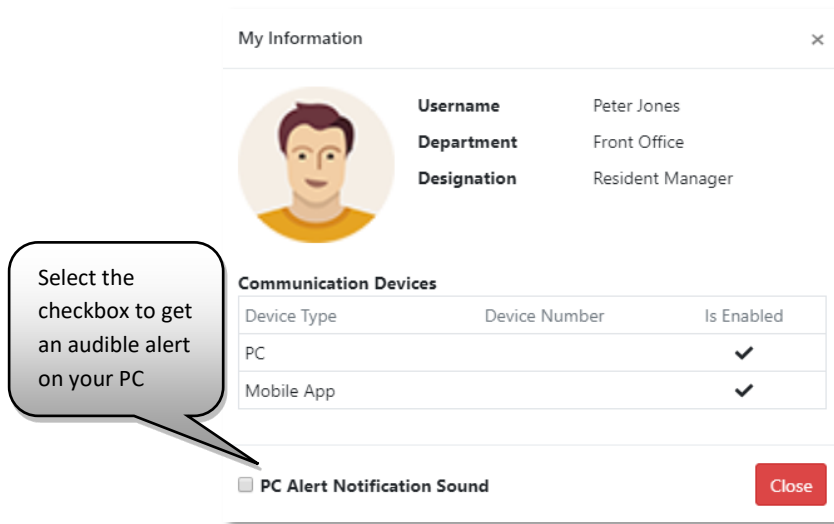 My Information ×
Username Peter Jones
Department Front Office
Designation Resident Manager
Select the
checkbox to get
an audible alert
on your PC
Communication Devices
Device Type Device Number Is Enabled
PC ✔
Mobile App ✔
PC Alert Notification Sound Close